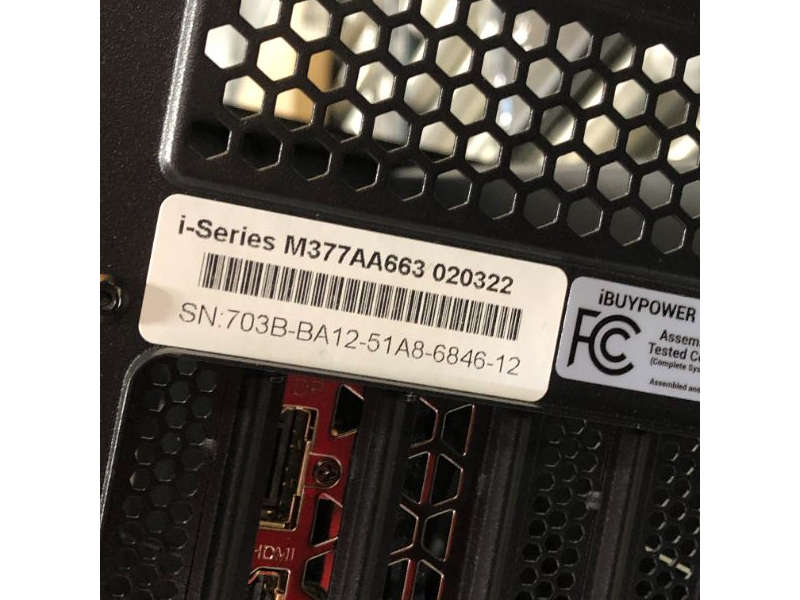 i-Series M377AA663 020322
SN:703B-BA12-51A8-6846-12
iBUYPOWER
FC
Assem
Tested C
(Complete Sys
Assembled and
DP
HDMI